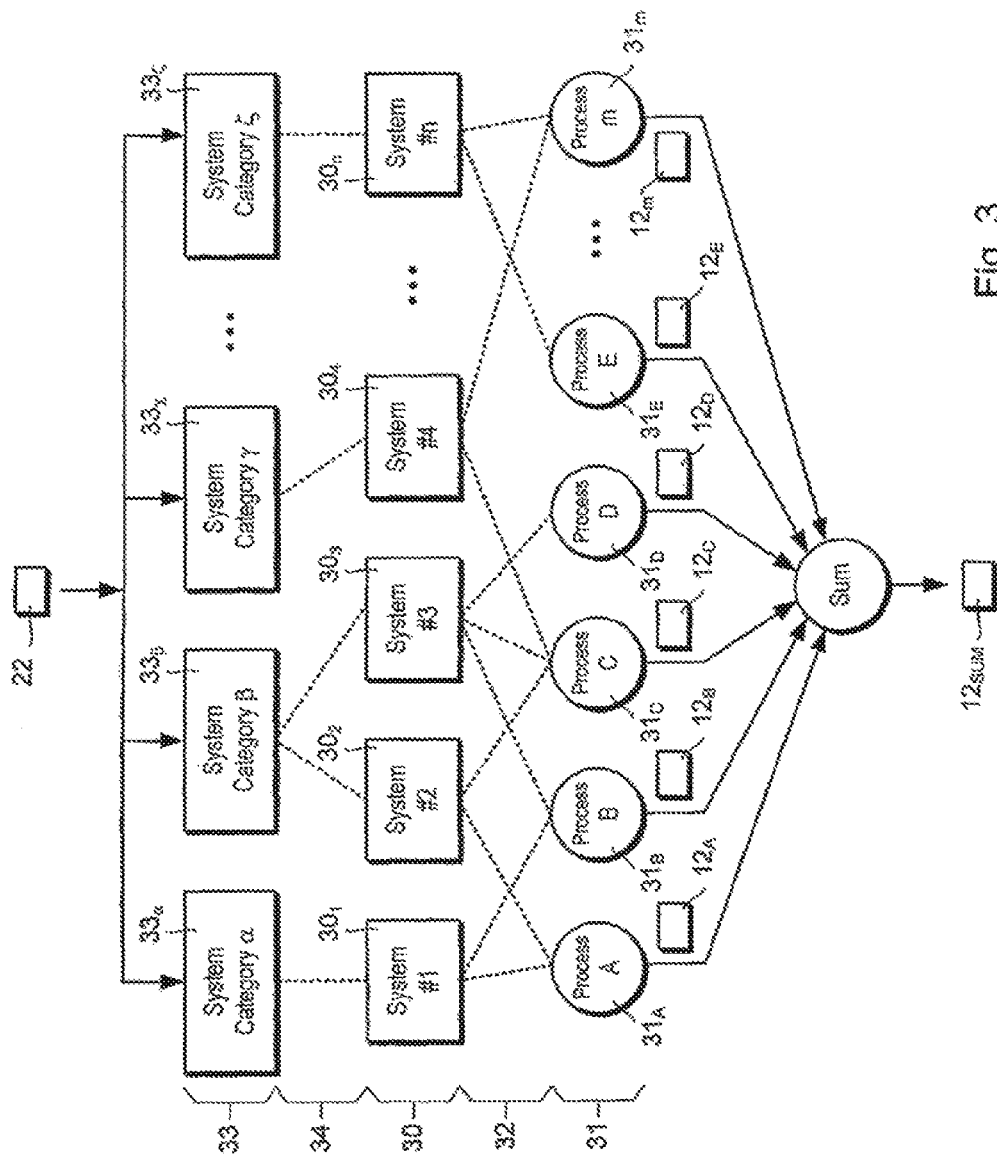 22
33α
33β
33γ
33ζ
System
Category α
System
Category β
System
Category γ
...
System
Category ζ
33
34
30₁
30₂
30₃
30₄
30ₙ
System
#1
System
#2
System
#3
System
#4
...
System
#n
30
32
Process
A
Process
B
Process
C
Process
D
Process
E
...
Process
m
31
31A
31B
31C
31D
31E
31m
12A
12B
12C
12D
12E
12m
Sum
12SUM
Fig. 3